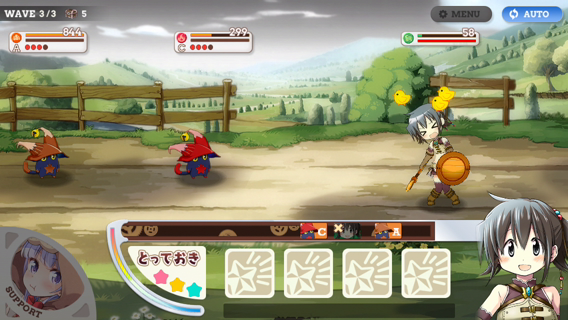 WAVE 3/3 5
MENU
AUTO
844
A
299
C
58
C
A
とっておき
SUPPORT